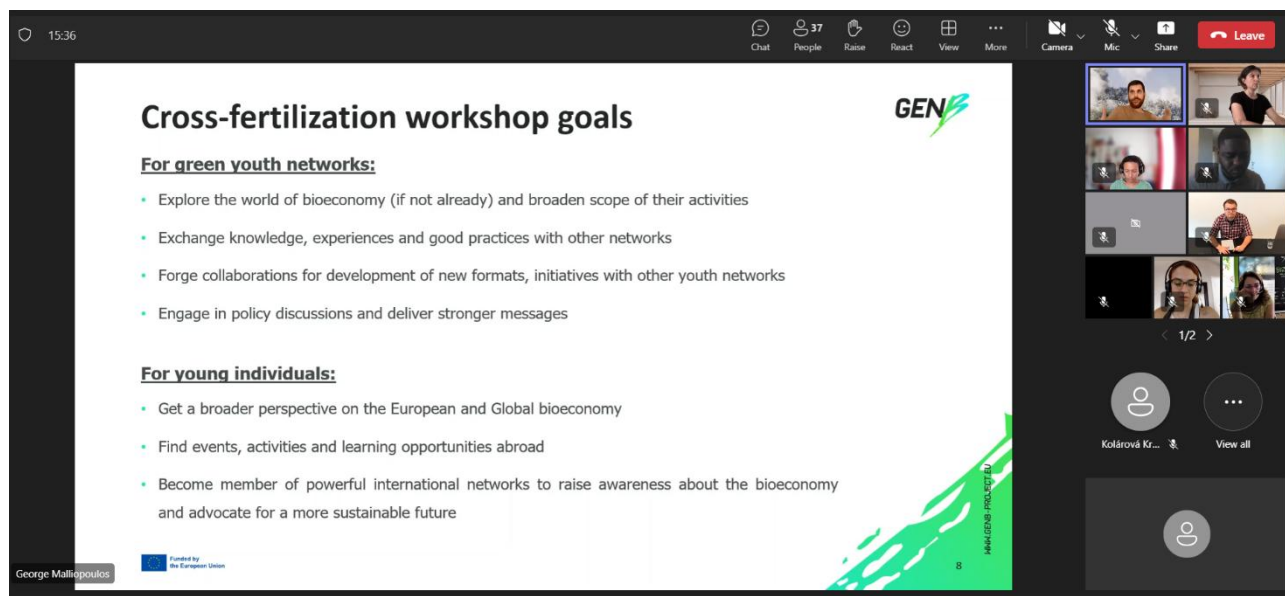 15:36
Chat
37
People
Raise
React
View
More
Camera
Mic
Share
Leave
Cross-fertilization workshop goals
GENB
For green youth networks:
• Explore the world of bioeconomy (if not already) and broaden scope of their activities
• Exchange knowledge, experiences and good practices with other networks
• Forge collaborations for development of new formats, initiatives with other youth networks
• Engage in policy discussions and deliver stronger messages
For young individuals:
• Get a broader perspective on the European and Global bioeconomy
• Find events, activities and learning opportunities abroad
• Become member of powerful international networks to raise awareness about the bioeconomy
and advocate for a more sustainable future
Funded by
the European Union
WWW.GENB-PROJECT.EU
8
George Malliopoulos
1/2
Kolárová Kr...
View all